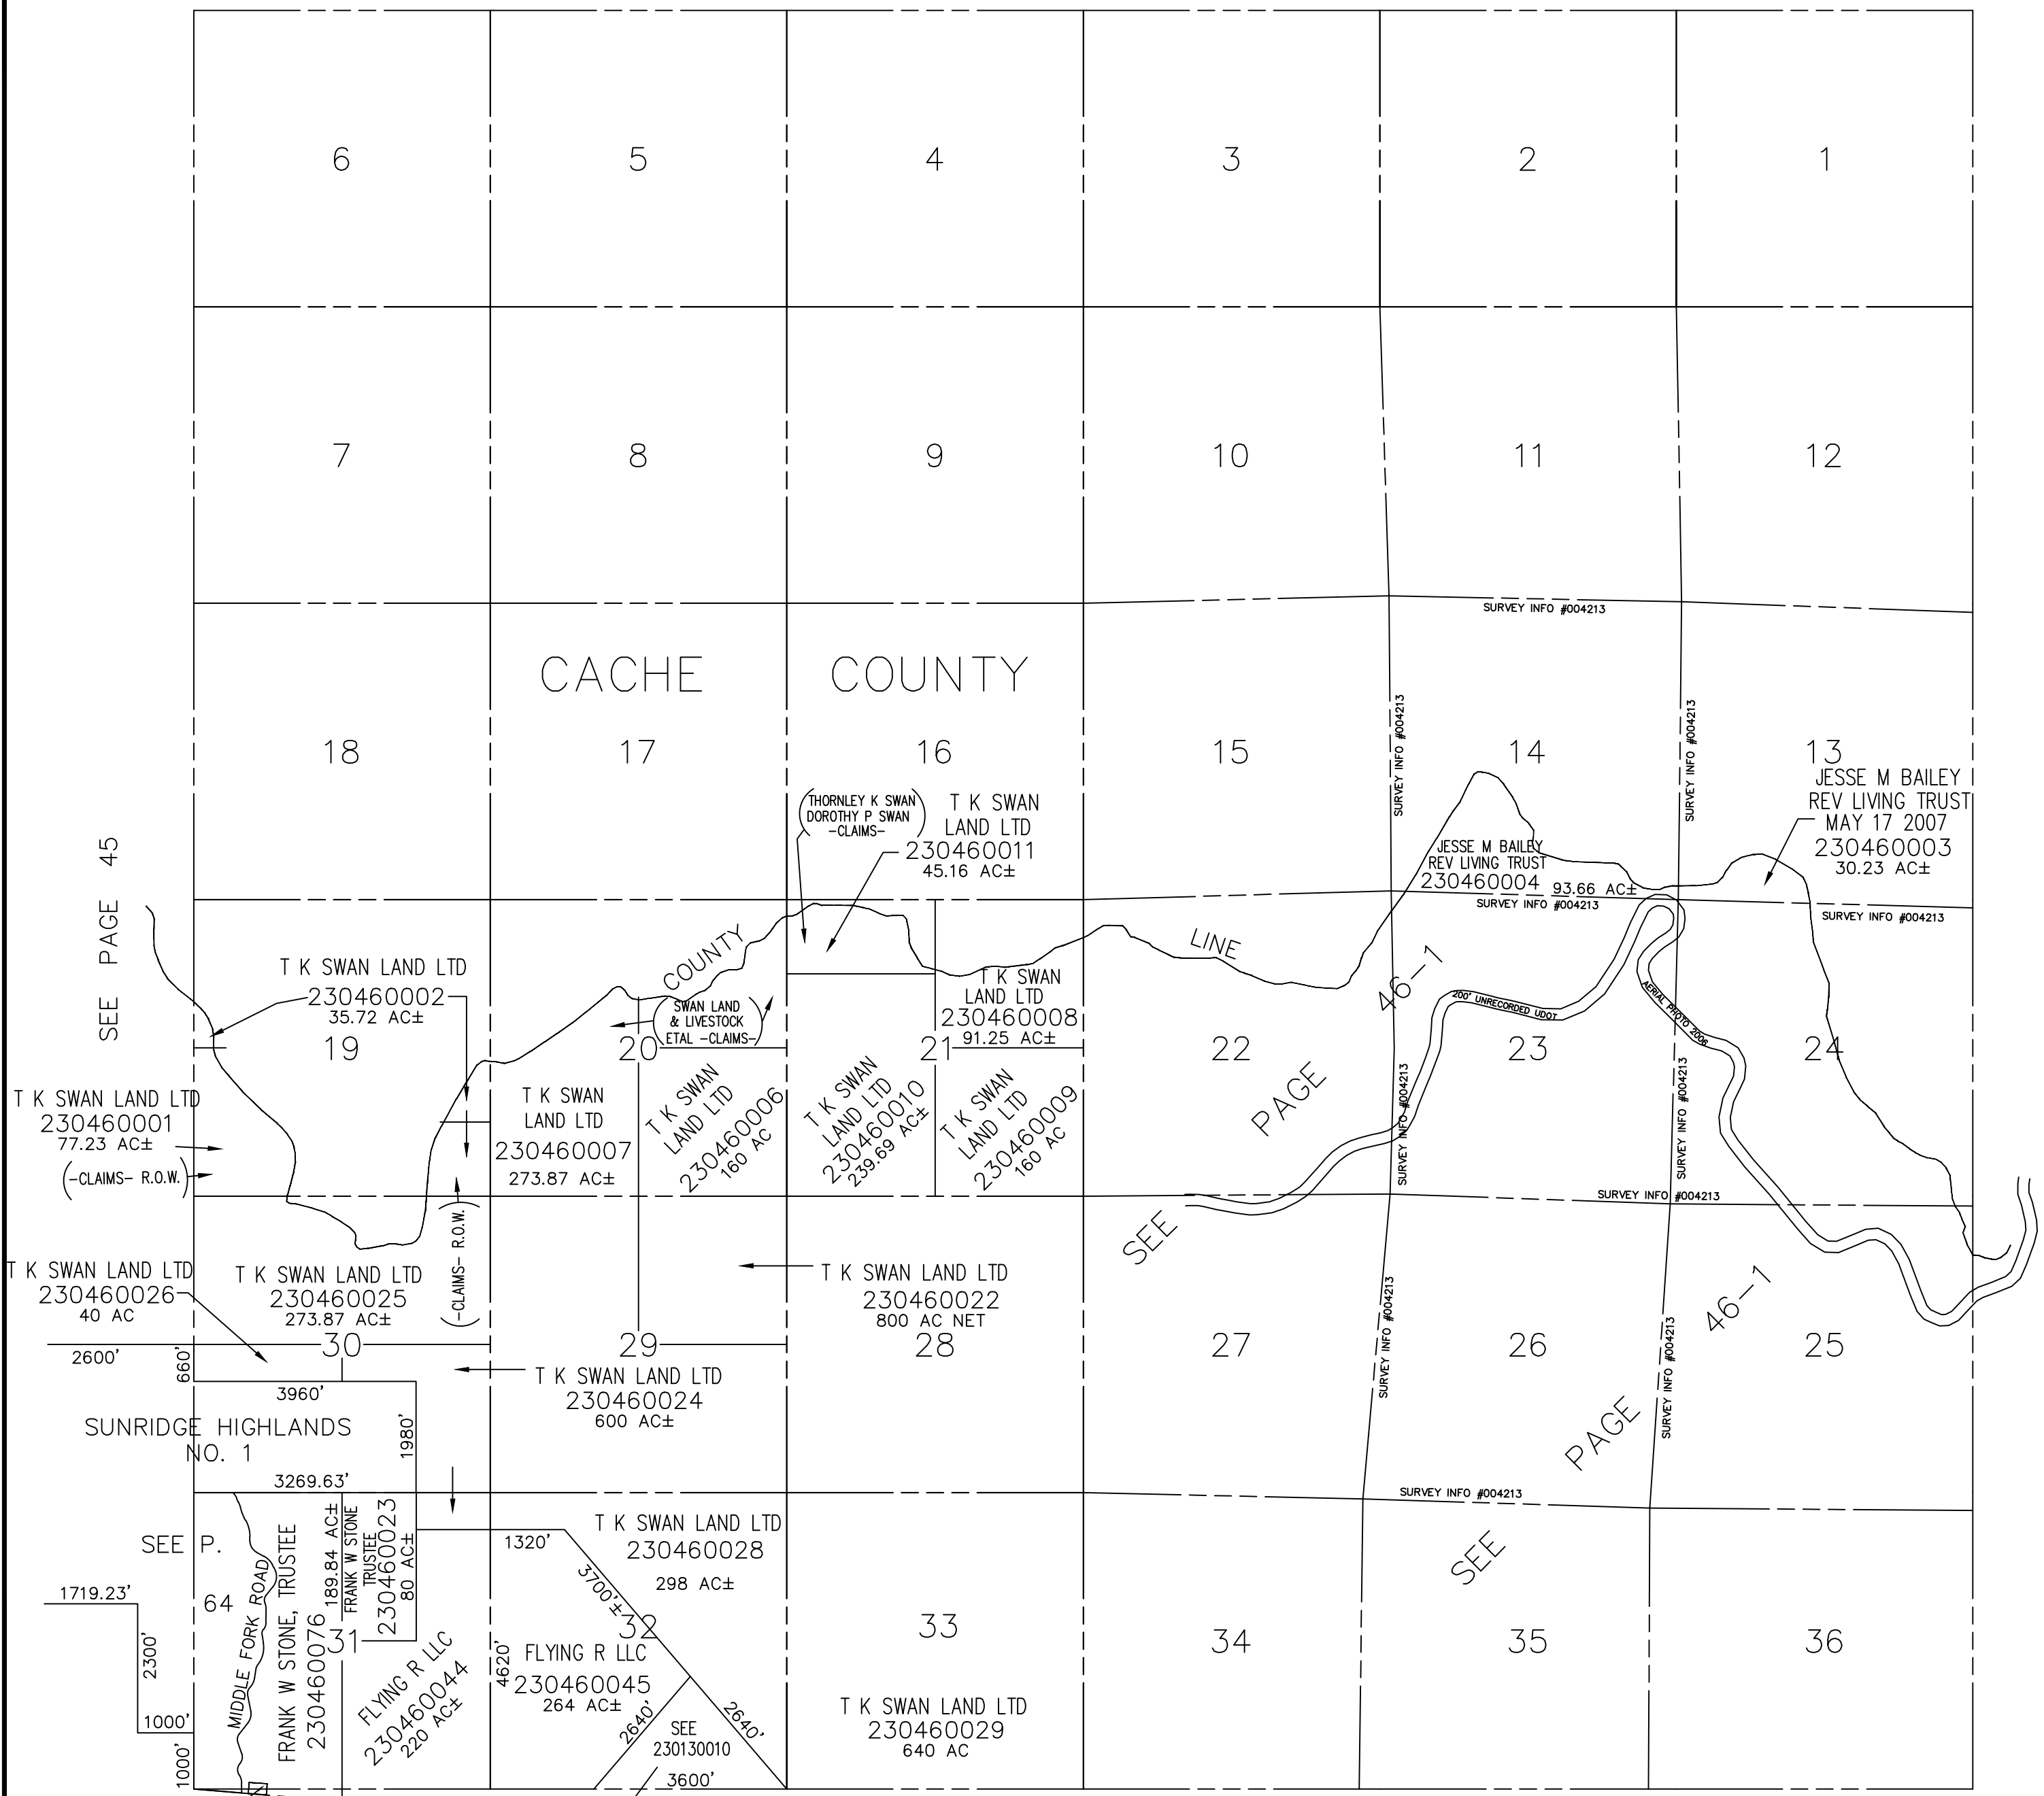 6
5
4
3
2
1
7
8
9
10
11
12
SURVEY INFO #004213
CACHE COUNTY
18
17
16
15
14
13
SURVEY INFO #004213
SURVEY INFO #004213
(THORNLEY K SWAN
DOROTHY P SWAN
-CLAIMS-)
T K SWAN
LAND LTD
230460011
45.16 AC±
JESSE M BAILEY
REV LIVING TRUST
230460004 93.66 AC±
JESSE M BAILEY
REV LIVING TRUST
MAY 17 2007
230460003
30.23 AC±
SURVEY INFO #004213
SURVEY INFO #004213
SEE PAGE 45
T K SWAN LAND LTD
230460002
35.72 AC±
COUNTY
LINE
(SWAN LAND
& LIVESTOCK
ETAL -CLAIMS-)
T K SWAN
LAND LTD
230460008
91.25 AC±
200' UNRECORDED UDOT
AERIAL PHOTO 2006
19
20
21
22
23
24
T K SWAN LAND LTD
230460001
77.23 AC±
(-CLAIMS- R.O.W.)
T K SWAN
LAND LTD
230460007
273.87 AC±
T K SWAN
LAND LTD
230460006
160 AC
T K SWAN
LAND LTD
230460010
239.69 AC±
T K SWAN
LAND LTD
230460009
160 AC
SEE PAGE 46-1
SURVEY INFO #004213
SURVEY INFO #004213
SURVEY INFO #004213
(-CLAIMS- R.O.W.)
T K SWAN LAND LTD
230460026
40 AC
T K SWAN LAND LTD
230460025
273.87 AC±
T K SWAN LAND LTD
230460022
800 AC NET
SURVEY INFO #004213
SURVEY INFO #004213
30
29
28
27
26
25
2600'
660'
3960'
1980'
T K SWAN LAND LTD
230460024
600 AC±
SUNRIDGE HIGHLANDS
NO. 1
3269.63'
SURVEY INFO #004213
SEE PAGE 46-1
SEE P.
64
1719.23'
2300'
1000'
1000'
MIDDLE FORK ROAD
FRANK W STONE, TRUSTEE
230460076
189.84 AC±
FRANK W STONE
TRUSTEE
230460023
80 AC±
1320'
3700'±
T K SWAN LAND LTD
230460028
298 AC±
31
32
33
34
35
36
FLYING R LLC
230460044
220 AC±
4620'
FLYING R LLC
230460045
264 AC±
2640'
2640'
SEE
230130010
3600'
T K SWAN LAND LTD
230460029
640 AC